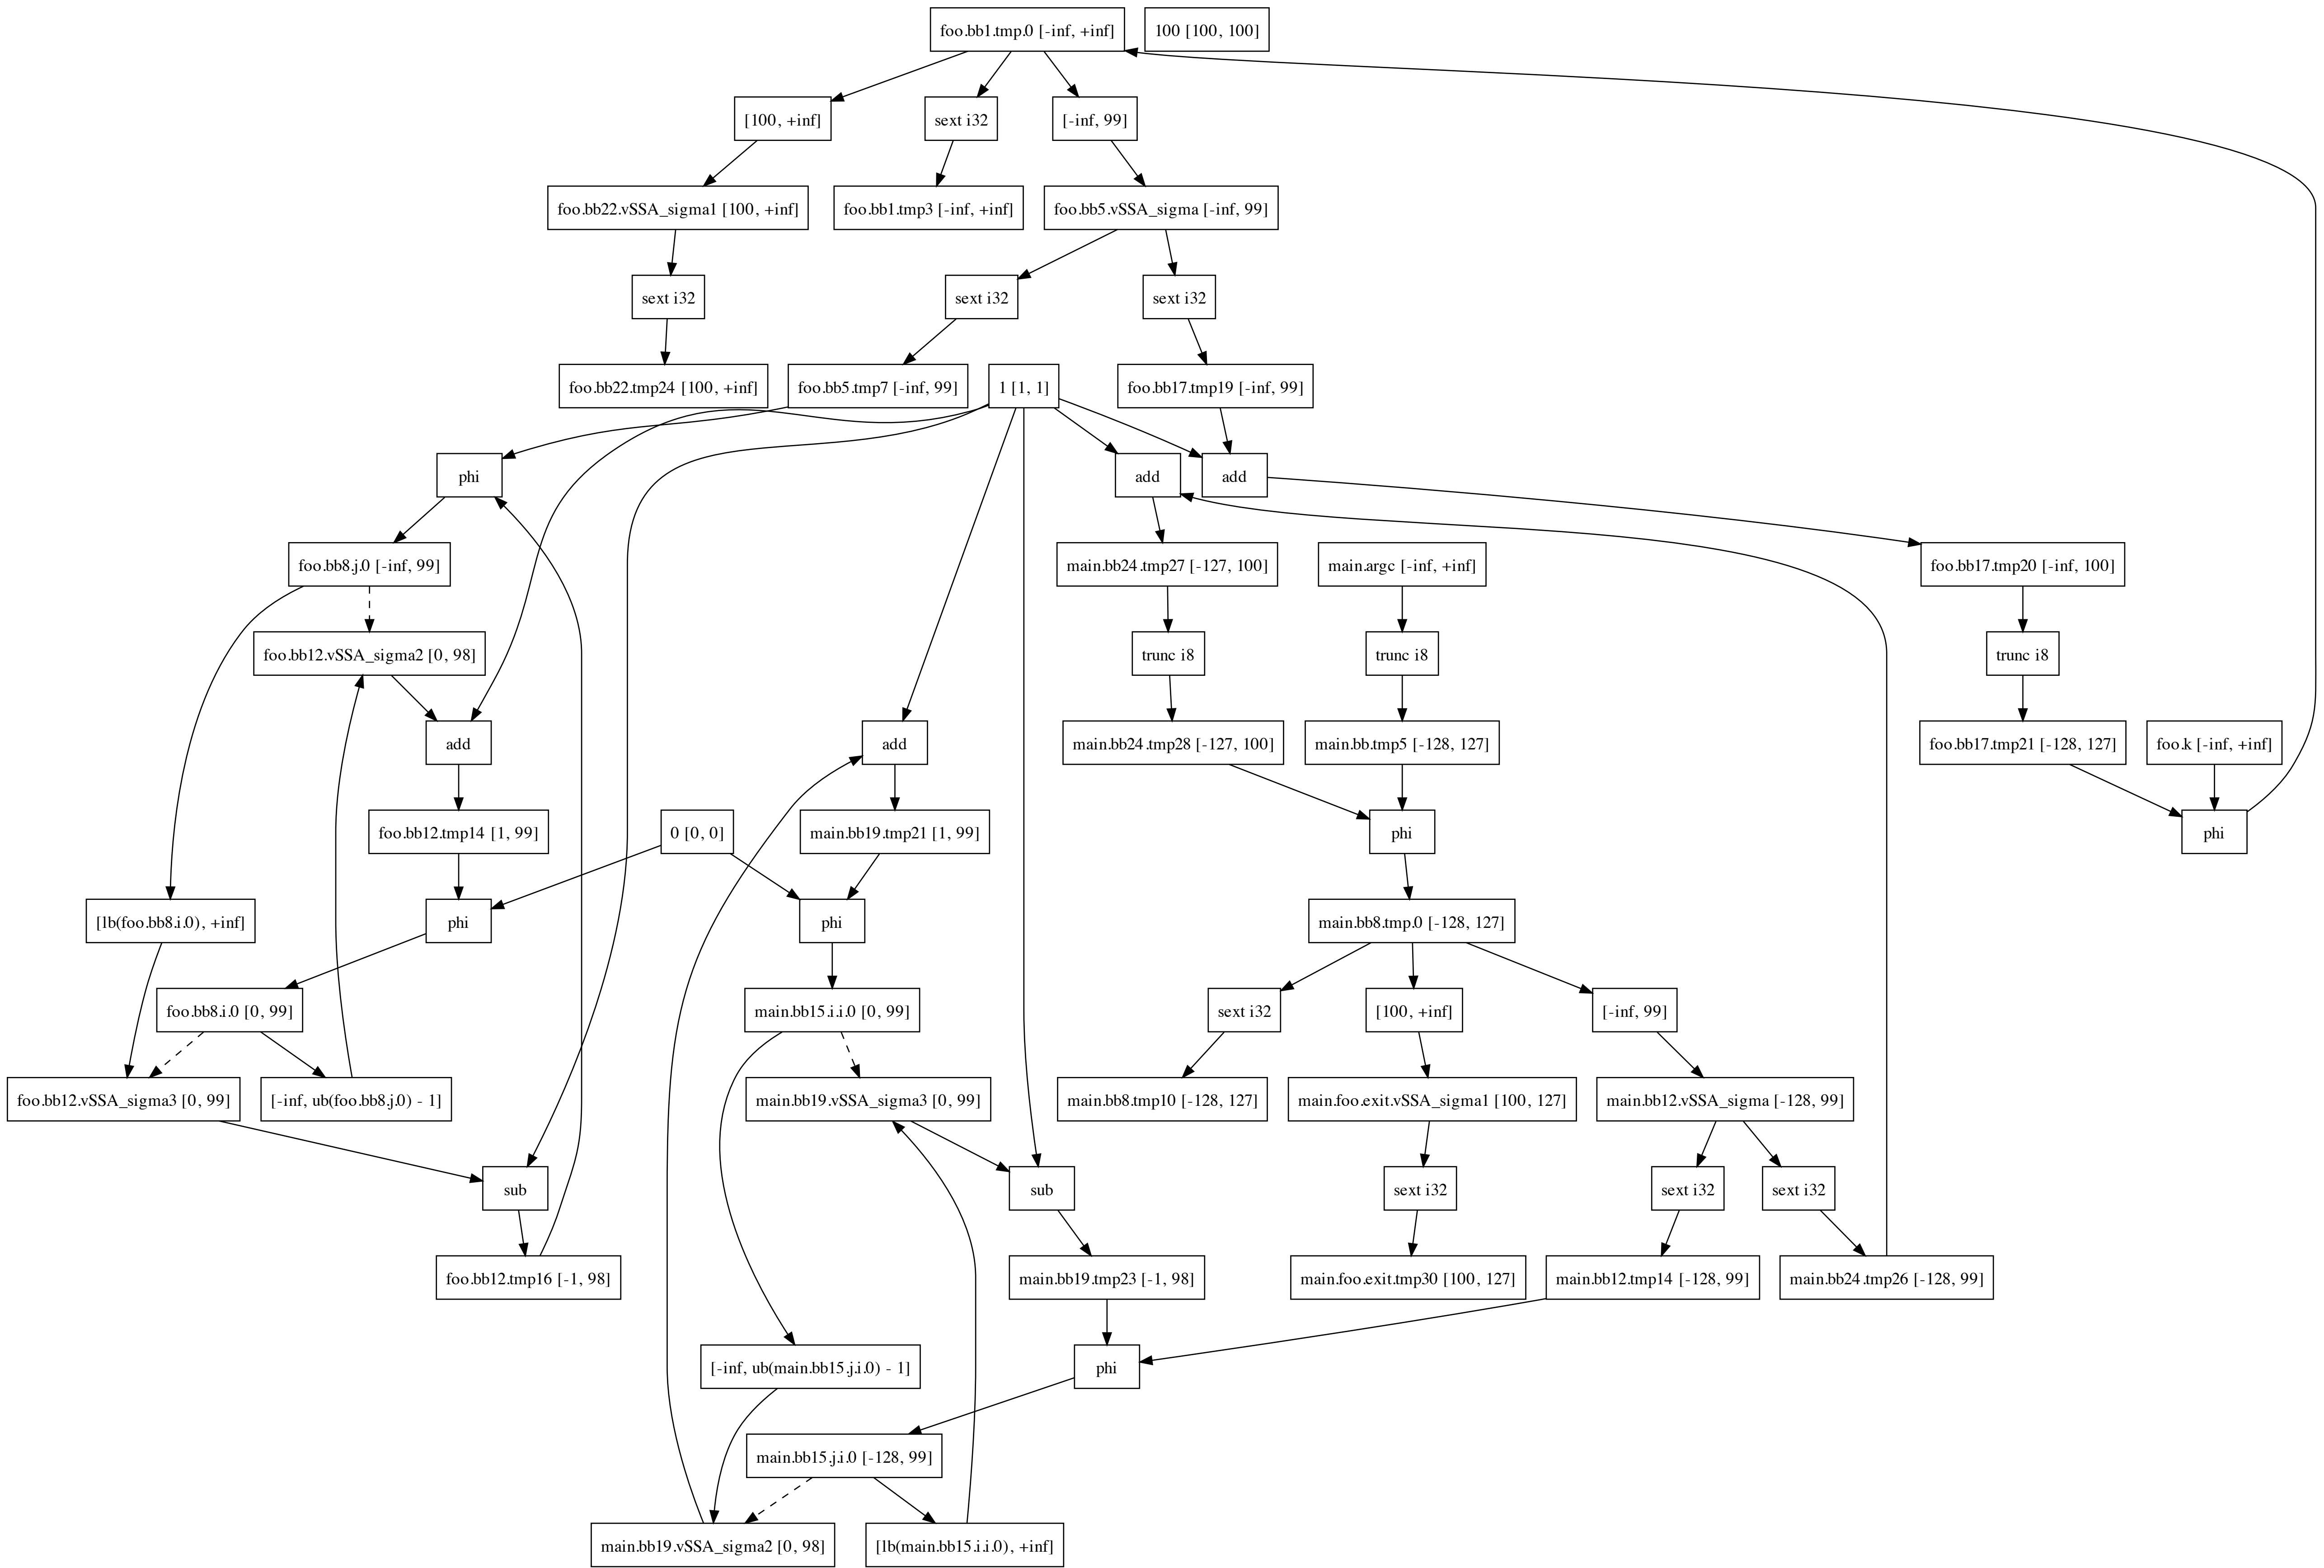 foo.bb1.tmp.0 [-inf, +inf]
100 [100, 100]
[100, +inf]
sext i32
[-inf, 99]
foo.bb22.vSSA_sigma1 [100, +inf]
foo.bb1.tmp3 [-inf, +inf]
foo.bb5.vSSA_sigma [-inf, 99]
sext i32
sext i32
sext i32
foo.bb22.tmp24 [100, +inf]
foo.bb5.tmp7 [-inf, 99]
1 [1, 1]
foo.bb17.tmp19 [-inf, 99]
phi
add
add
foo.bb8.j.0 [-inf, 99]
main.bb24.tmp27 [-127, 100]
main.argc [-inf, +inf]
foo.bb17.tmp20 [-inf, 100]
foo.bb12.vSSA_sigma2 [0, 98]
trunc i8
trunc i8
trunc i8
add
add
main.bb24.tmp28 [-127, 100]
main.bb.tmp5 [-128, 127]
foo.bb17.tmp21 [-128, 127]
foo.k [-inf, +inf]
foo.bb12.tmp14 [1, 99]
0 [0, 0]
main.bb19.tmp21 [1, 99]
phi
phi
[lb(foo.bb8.i.0), +inf]
phi
phi
main.bb8.tmp.0 [-128, 127]
foo.bb8.i.0 [0, 99]
main.bb15.i.i.0 [0, 99]
sext i32
[100, +inf]
[-inf, 99]
foo.bb12.vSSA_sigma3 [0, 99]
[-inf, ub(foo.bb8.j.0) - 1]
main.bb19.vSSA_sigma3 [0, 99]
main.bb8.tmp10 [-128, 127]
main.foo.exit.vSSA_sigma1 [100, 127]
main.bb12.vSSA_sigma [-128, 99]
sub
sub
sext i32
sext i32
sext i32
foo.bb12.tmp16 [-1, 98]
main.bb19.tmp23 [-1, 98]
main.foo.exit.tmp30 [100, 127]
main.bb12.tmp14 [-128, 99]
main.bb24.tmp26 [-128, 99]
[-inf, ub(main.bb15.j.i.0) - 1]
phi
main.bb15.j.i.0 [-128, 99]
main.bb19.vSSA_sigma2 [0, 98]
[lb(main.bb15.i.i.0), +inf]